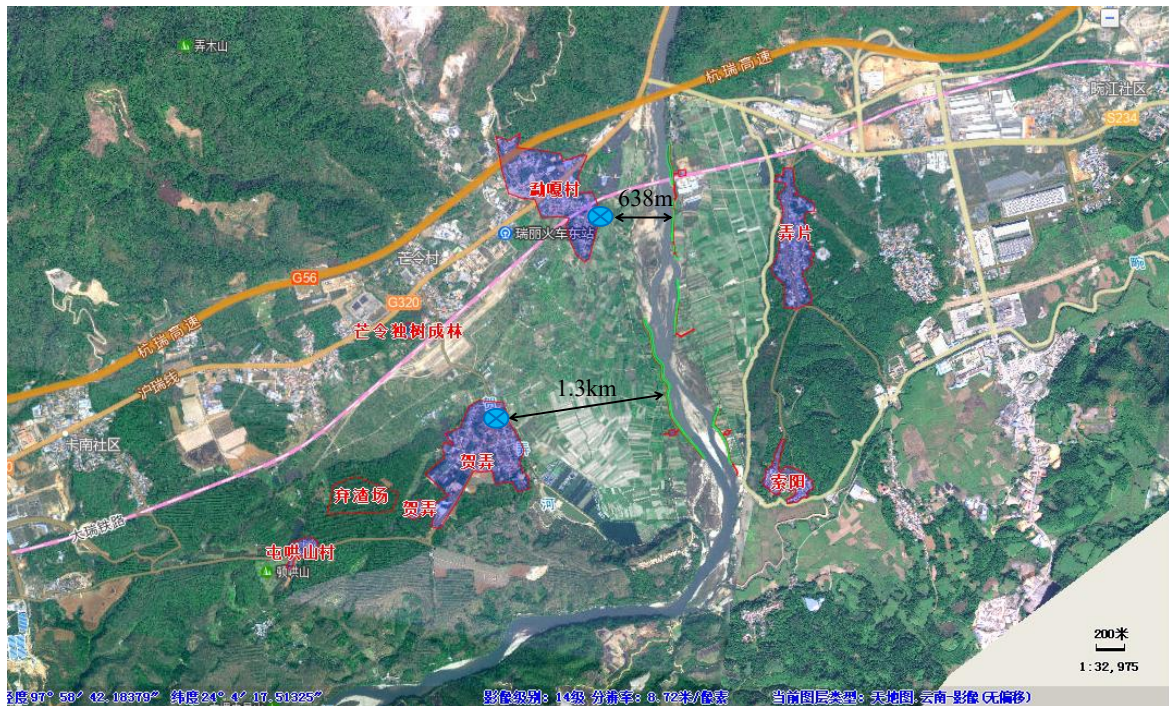 弄木山
杭瑞高速
畹江社区
S234
勐嘎村
638m
瑞丽火车东站
弄片
芒令村
畹
G56
G320
芒令独树成林
杭瑞高速
沪瑞线
1.3km
卡南社区
贺弄
索阳
弃渣场
贺弄
河
大瑞铁路
屯哄山村
200米
1:32,975
经度97° 58′ 42.18379″ 纬度24° 4′ 17.51325″
影像级别: 14级 分辨率: 8.72米/像素
当前图层类型: 天地图.云南-影像(无偏移)